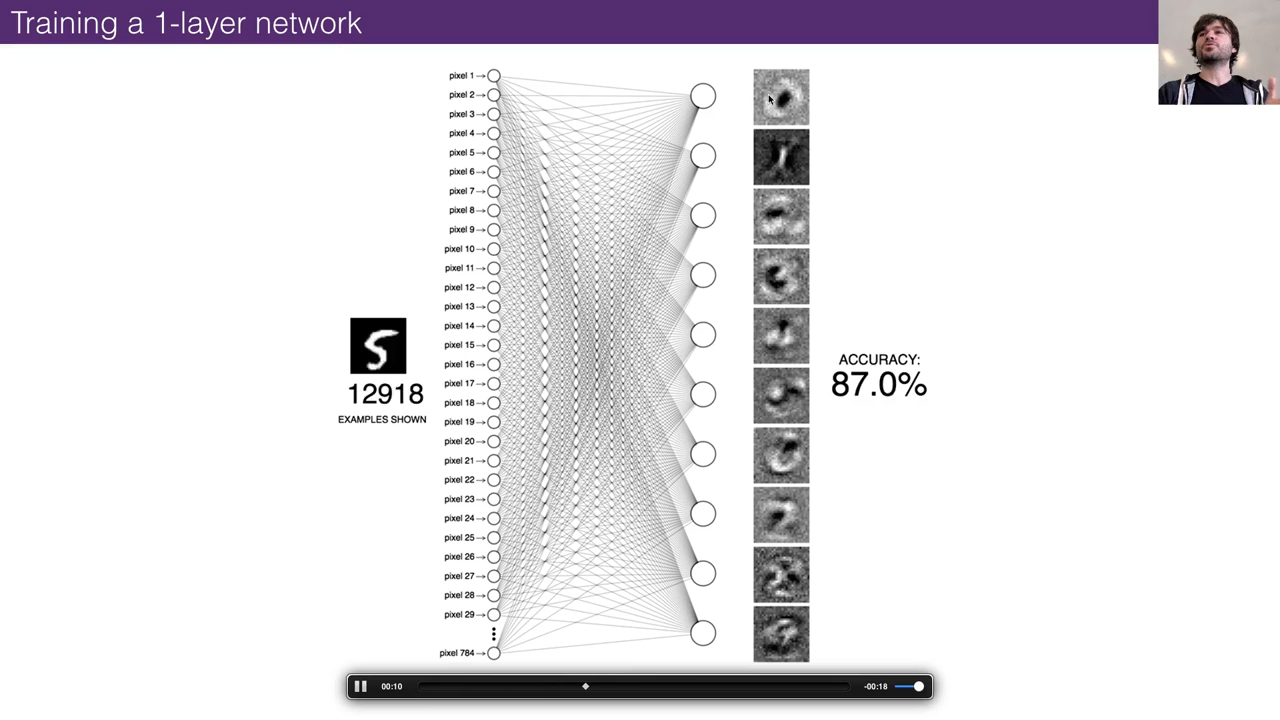 Training a 1-layer network
pixel 1
pixel 2
pixel 3
pixel 4
pixel 5
pixel 6
pixel 7
pixel 8
pixel 9
pixel 10
pixel 11
pixel 12
pixel 13
pixel 14
pixel 15
pixel 16
pixel 17
pixel 18
pixel 19
pixel 20
pixel 21
pixel 22
pixel 23
pixel 24
pixel 25
pixel 26
pixel 27
pixel 28
pixel 29
pixel 784
5
12918
EXAMPLES SHOWN
ACCURACY:
87.0%
00:10
-00:18